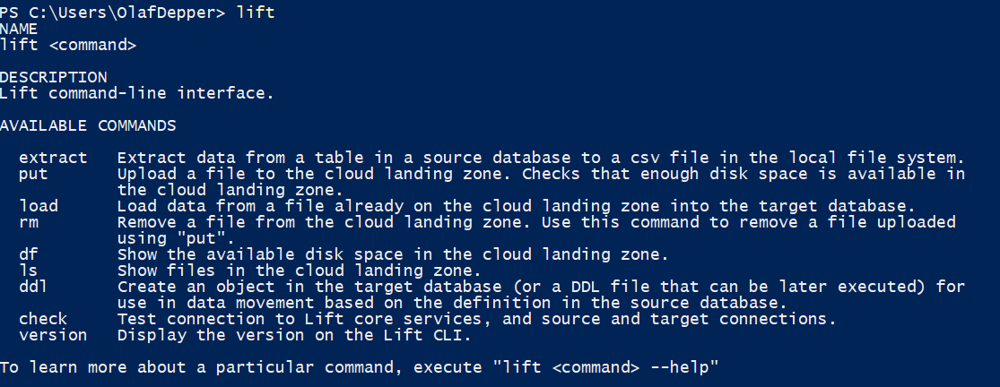 PS C:\Users\OlafDepper> lift
NAME
lift <command>
DESCRIPTION
Lift command-line interface.
AVAILABLE COMMANDS
extract   Extract data from a table in a source database to a csv file in the local file system.
put       Upload a file to the cloud landing zone. Checks that enough disk space is available in
the cloud landing zone.
load      Load data from a file already on the cloud landing zone into the target database.
rm        Remove a file from the cloud landing zone. Use this command to remove a file uploaded
using "put".
df        Show the available disk space in the cloud landing zone.
ls        Show files in the cloud landing zone.
ddl       Create an object in the target database (or a DDL file that can be later executed) for
use in data movement based on the definition in the source database.
check     Test connection to Lift core services, and source and target connections.
version   Display the version on the Lift CLI.
To learn more about a particular command, execute "lift <command> --help"